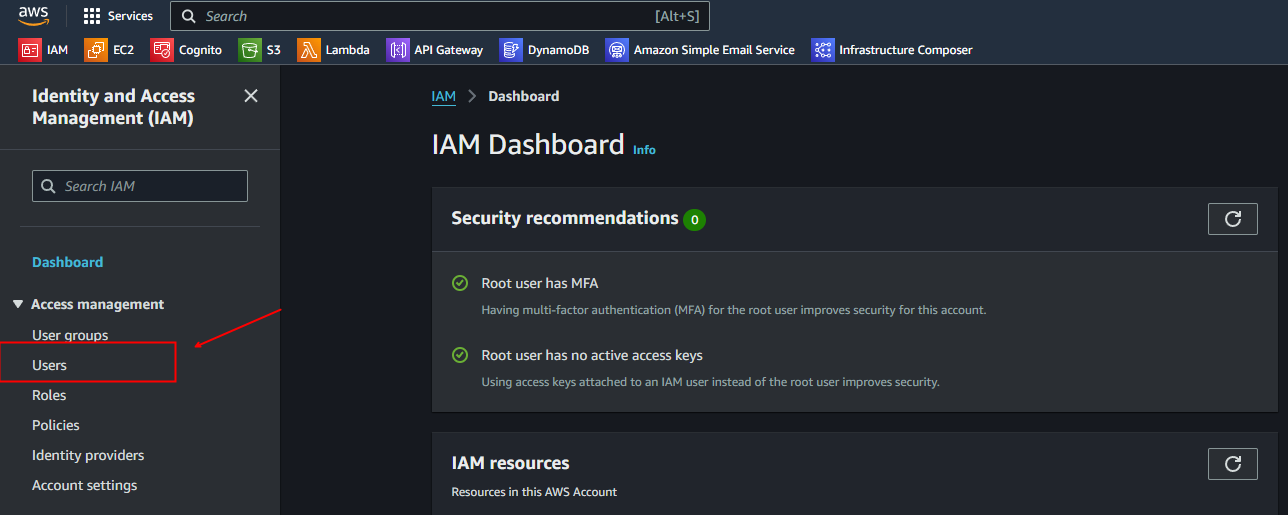 aws
Services
Search
[Alt+S]
IAM
EC2
Cognito
S3
Lambda
API Gateway
DynamoDB
Amazon Simple Email Service
Infrastructure Composer
Identity and Access
Management (IAM)
Search IAM
Dashboard
Access management
User groups
Users
Roles
Policies
Identity providers
Account settings
IAM > Dashboard
IAM Dashboard Info
Security recommendations 0
Root user has MFA
Having multi-factor authentication (MFA) for the root user improves security for this account.
Root user has no active access keys
Using access keys attached to an IAM user instead of the root user improves security.
IAM resources
Resources in this AWS Account